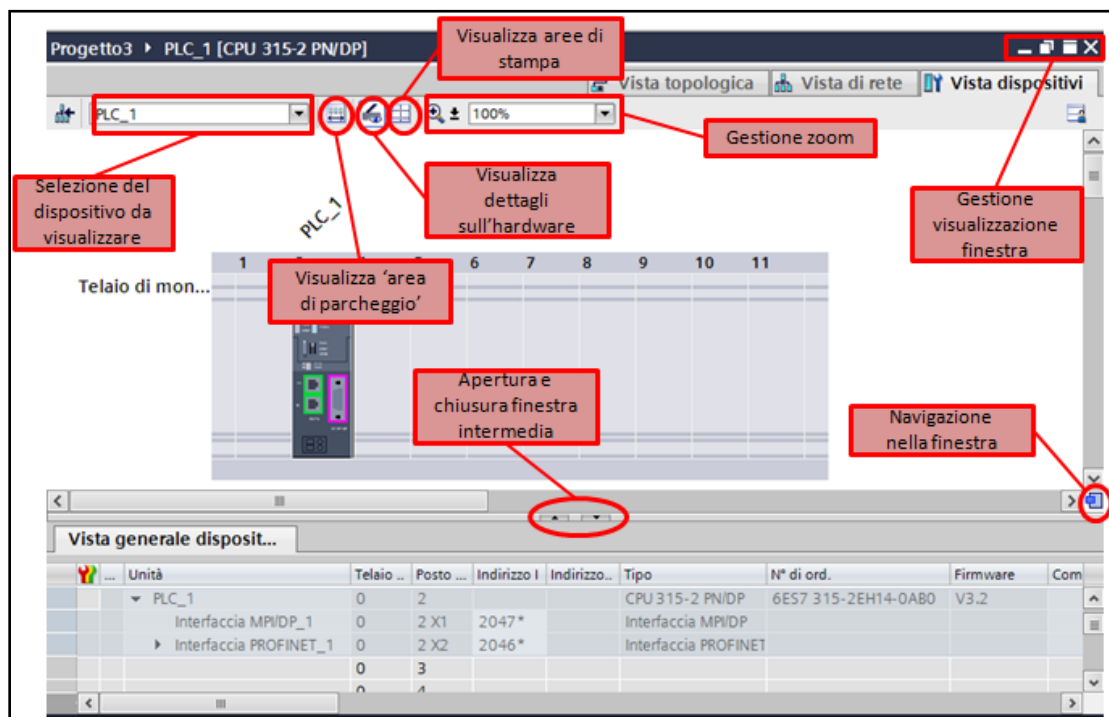 Progetto3 ▸ PLC_1 [CPU 315-2 PN/DP]
Visualizza aree di
stampa
Vista topologica
Vista di rete
Vista dispositivi
PLC_1
100%
Gestione zoom
Selezione del
dispositivo da
visualizzare
Visualizza
dettagli
sull'hardware
Gestione
visualizzazione
finestra
PLC_1
1 6 7 8 9 10 11
Telaio di mon...
Visualizza 'area
di parcheggio'
Apertura e
chiusura finestra
intermedia
Navigazione
nella finestra
Vista generale disposit...
... Unità Telaio .. Posto ... Indirizzo I Indirizzo.. Tipo N° di ord. Firmware Com
PLC_1 0 2 CPU 315-2 PN/DP 6ES7 315-2EH14-0AB0 V3.2
Interfaccia MPI/DP_1 0 2 X1 2047* Interfaccia MPI/DP
Interfaccia PROFINET_1 0 2 X2 2046* Interfaccia PROFINET
0 3
0 4